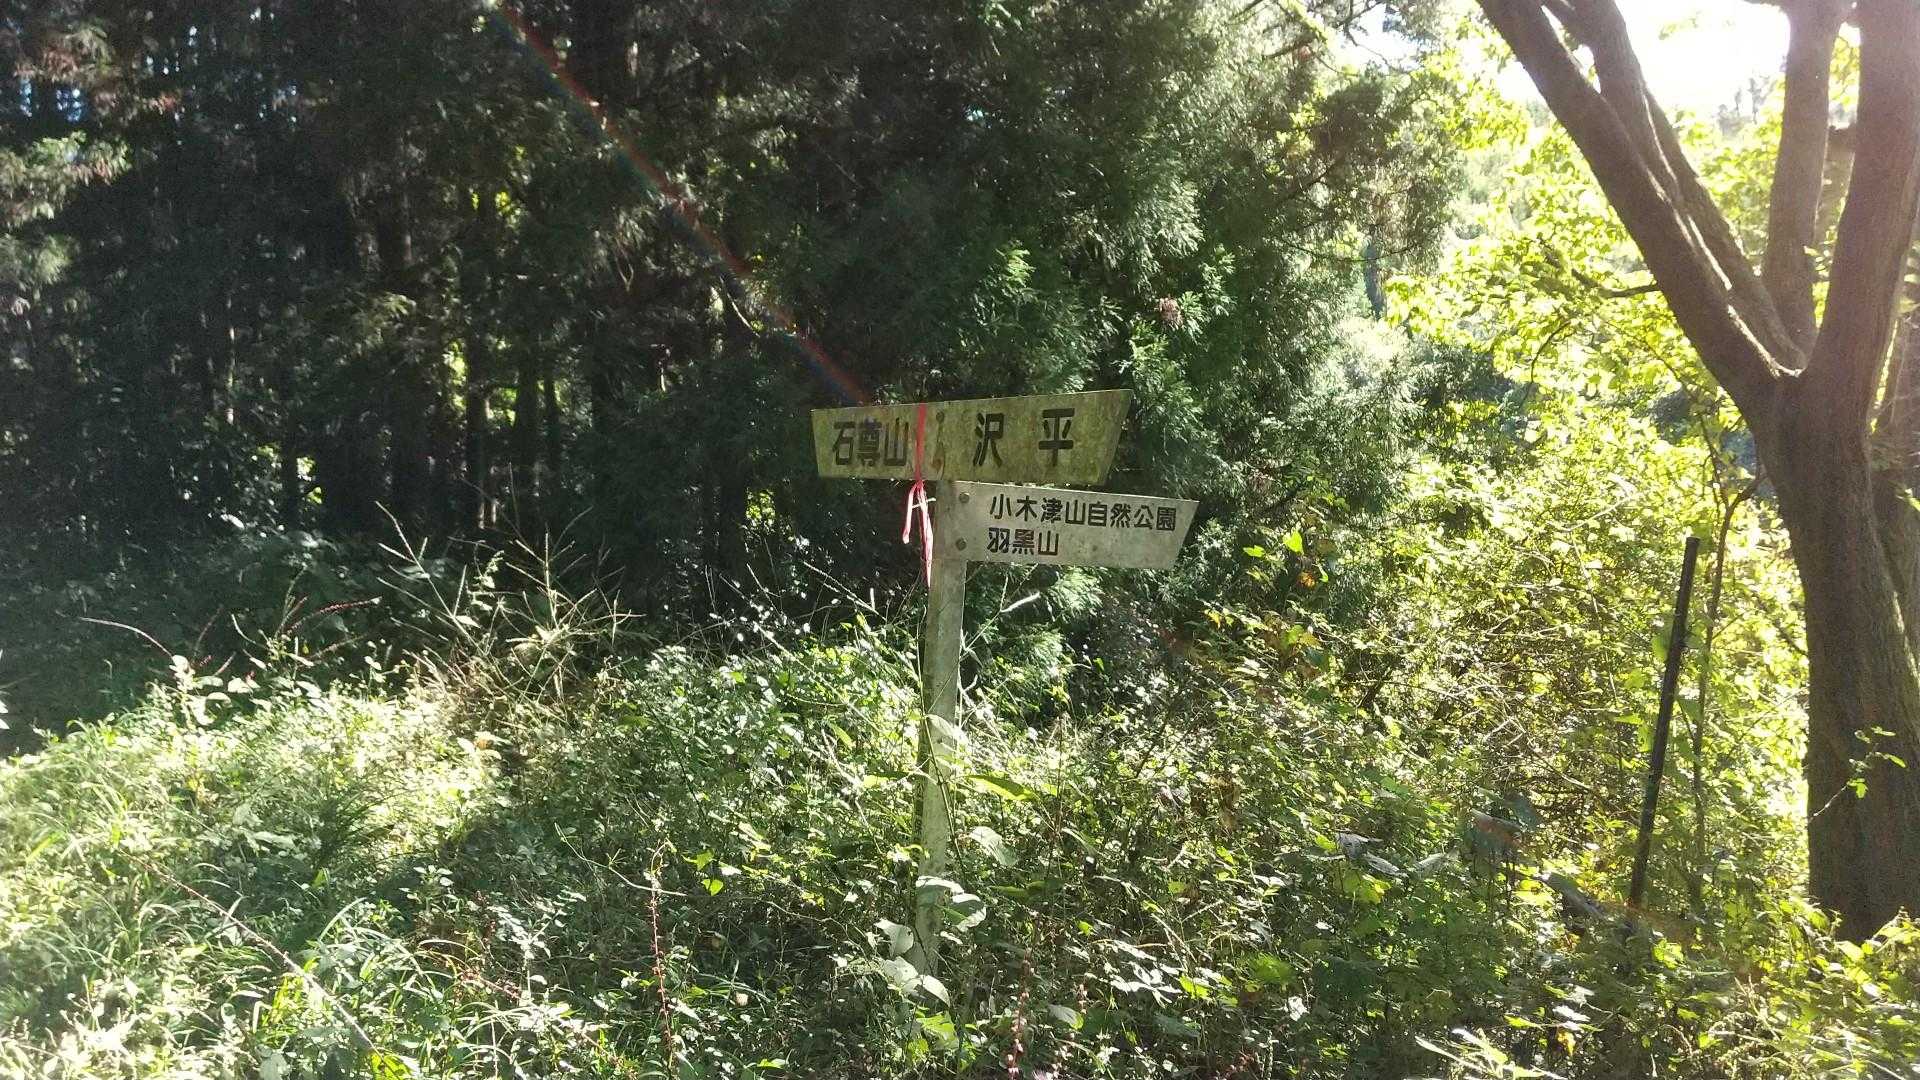 石尊山 沢平
小木津山自然公園
羽黒山